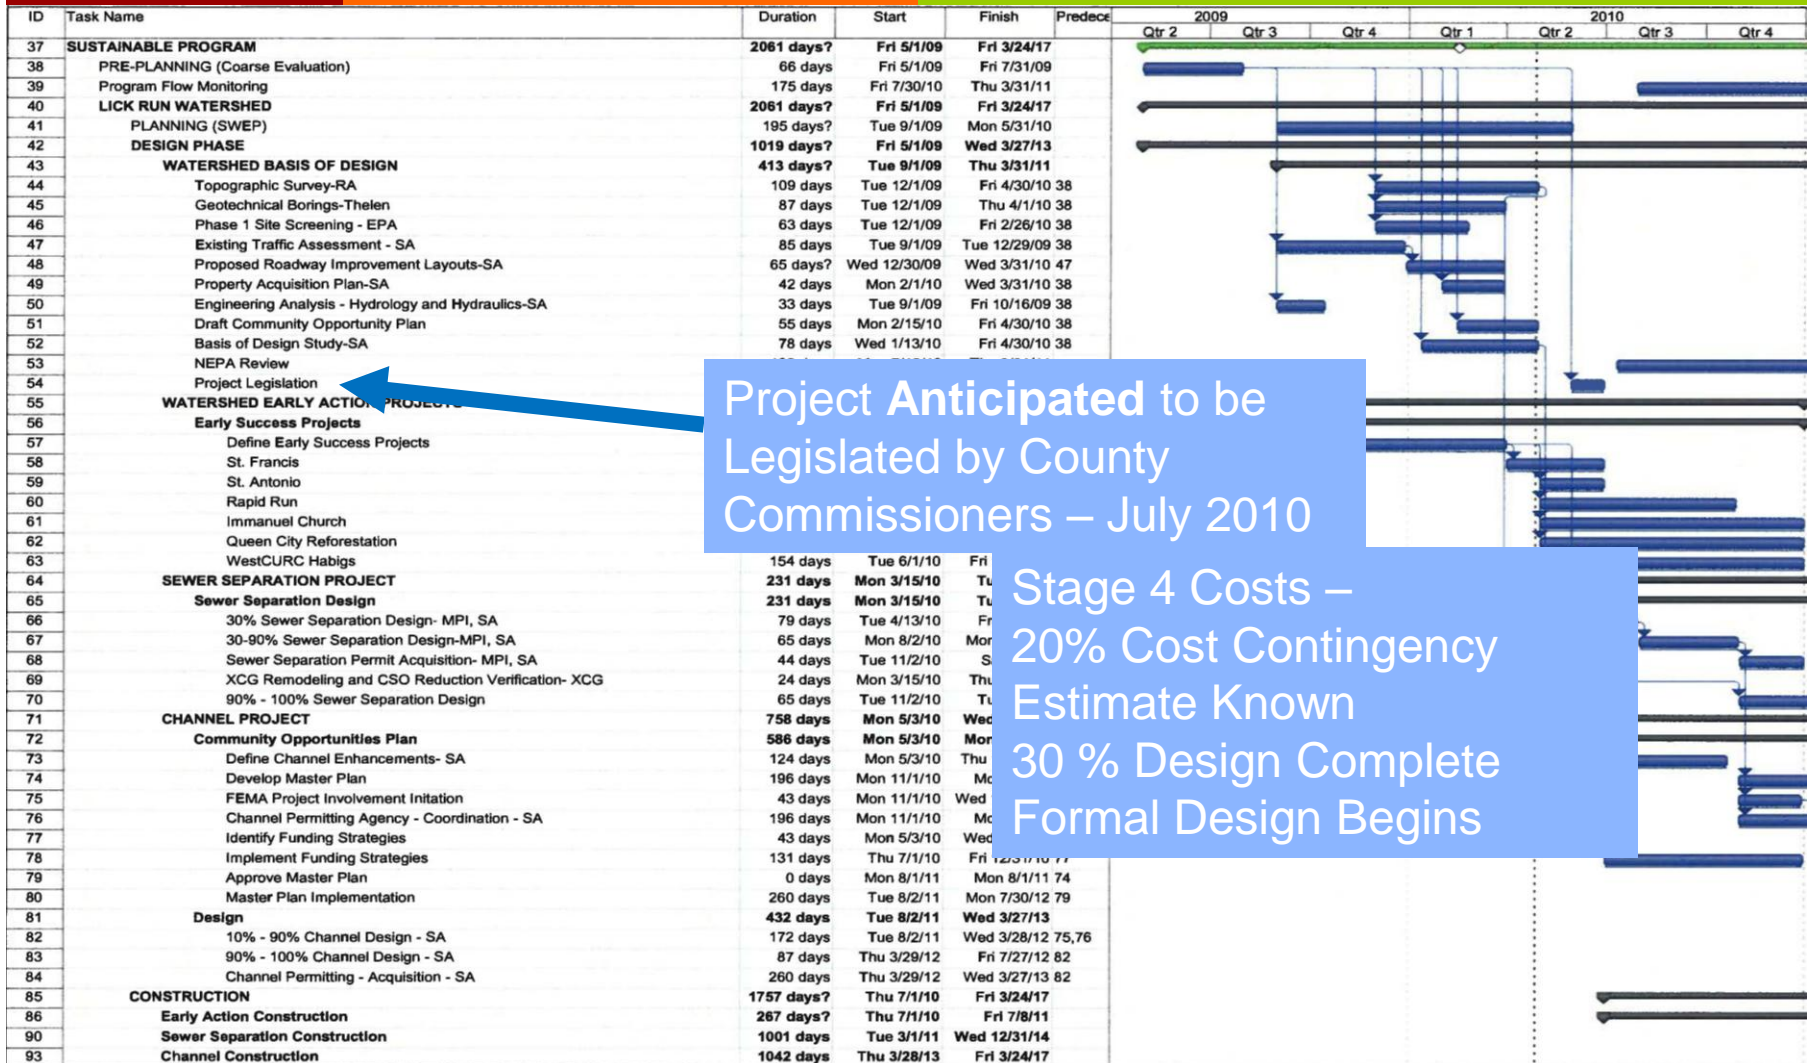 ID Task Name Duration Start Finish Predece 2009 2010
Qtr 2 Qtr 3 Qtr 4 Qtr 1 Qtr 2 Qtr 3 Qtr 4
37 SUSTAINABLE PROGRAM 2061 days? Fri 5/1/09 Fri 3/24/17
38 PRE-PLANNING (Coarse Evaluation) 66 days Fri 5/1/09 Fri 7/31/09
39 Program Flow Monitoring 175 days Fri 7/30/10 Thu 3/31/11
40 LICK RUN WATERSHED 2061 days? Fri 5/1/09 Fri 3/24/17
41 PLANNING (SWEP) 195 days? Tue 9/1/09 Mon 5/31/10
42 DESIGN PHASE 1019 days? Fri 5/1/09 Wed 3/27/13
43 WATERSHED BASIS OF DESIGN 413 days? Tue 9/1/09 Thu 3/31/11
44 Topographic Survey-RA 109 days Tue 12/1/09 Fri 4/30/10 38
45 Geotechnical Borings-Thelen 87 days Tue 12/1/09 Thu 4/1/10 38
46 Phase 1 Site Screening - EPA 63 days Tue 12/1/09 Fri 2/26/10 38
47 Existing Traffic Assessment - SA 85 days Tue 9/1/09 Tue 12/29/09 38
48 Proposed Roadway Improvement Layouts-SA 65 days? Wed 12/30/09 Wed 3/31/10 47
49 Property Acquisition Plan-SA 42 days Mon 2/1/10 Wed 3/31/10 38
50 Engineering Analysis - Hydrology and Hydraulics-SA 33 days Tue 9/1/09 Fri 10/16/09 38
51 Draft Community Opportunity Plan 55 days Mon 2/15/10 Fri 4/30/10 38
52 Basis of Design Study-SA 78 days Wed 1/13/10 Fri 4/30/10 38
53 NEPA Review
54 Project Legislation
55 WATERSHED EARLY ACTION PROJECTS
56 Early Success Projects
57 Define Early Success Projects
58 St. Francis
59 St. Antonio
60 Rapid Run
61 Immanuel Church
62 Queen City Reforestation
63 WestCURC Habigs 154 days Tue 6/1/10 Fri
64 SEWER SEPARATION PROJECT 231 days Mon 3/15/10 Tu
65 Sewer Separation Design 231 days Mon 3/15/10 Tu
66 30% Sewer Separation Design- MPI, SA 79 days Tue 4/13/10 Fr
67 30-90% Sewer Separation Design-MPI, SA 65 days Mon 8/2/10 Mon
68 Sewer Separation Permit Acquisition- MPI, SA 44 days Tue 11/2/10 S
69 XCG Remodeling and CSO Reduction Verification- XCG 24 days Mon 3/15/10 Thu
70 90% - 100% Sewer Separation Design 65 days Tue 11/2/10 Tu
71 CHANNEL PROJECT 758 days Mon 5/3/10 Wed
72 Community Opportunities Plan 586 days Mon 5/3/10 Mon
73 Define Channel Enhancements- SA 124 days Mon 5/3/10 Thu
74 Develop Master Plan 196 days Mon 11/1/10 Mo
75 FEMA Project Involvement Initation 43 days Mon 11/1/10 Wed
76 Channel Permitting Agency - Coordination - SA 196 days Mon 11/1/10 Mo
77 Identify Funding Strategies 43 days Mon 5/3/10 Wed
78 Implement Funding Strategies 131 days Thu 7/1/10 Fri 12/31/10 77
79 Approve Master Plan 0 days Mon 8/1/11 Mon 8/1/11 74
80 Master Plan Implementation 260 days Tue 8/2/11 Mon 7/30/12 79
81 Design 432 days Tue 8/2/11 Wed 3/27/13
82 10% - 90% Channel Design - SA 172 days Tue 8/2/11 Wed 3/28/12 75,76
83 90% - 100% Channel Design - SA 87 days Thu 3/29/12 Fri 7/27/12 82
84 Channel Permitting - Acquisition - SA 260 days Thu 3/29/12 Wed 3/27/13 82
85 CONSTRUCTION 1757 days? Thu 7/1/10 Fri 3/24/17
86 Early Action Construction 267 days? Thu 7/1/10 Fri 7/8/11
90 Sewer Separation Construction 1001 days Tue 3/1/11 Wed 12/31/14
93 Channel Construction 1042 days Thu 3/28/13 Fri 3/24/17
Project Anticipated to be
Legislated by County
Commissioners – July 2010
Stage 4 Costs –
20% Cost Contingency
Estimate Known
30 % Design Complete
Formal Design Begins